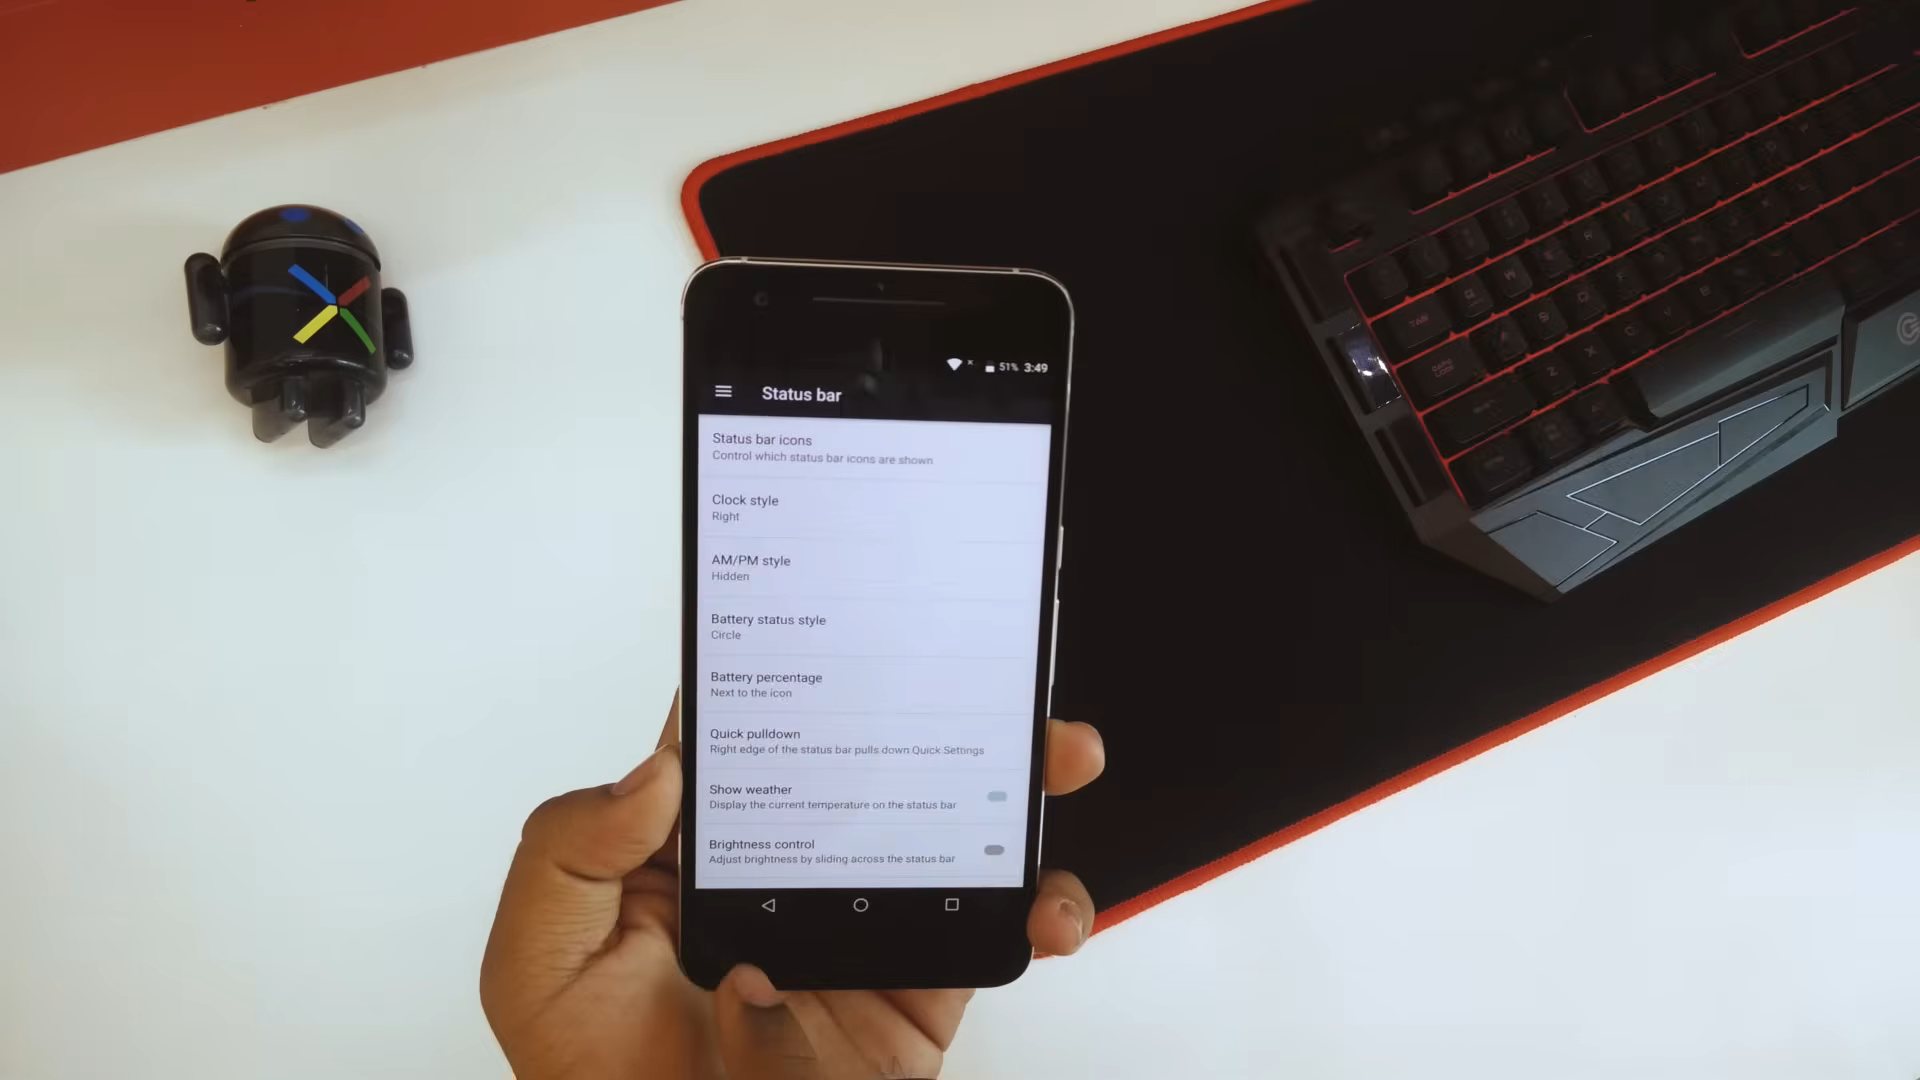 51% 3:49
Status bar
Status bar icons
Control which status bar icons are shown
Clock style
Right
AM/PM style
Hidden
Battery status style
Circle
Battery percentage
Next to the icon
Quick pulldown
Right edge of the status bar pulls down Quick Settings
Show weather
Display the current temperature on the status bar
Brightness control
Adjust brightness by sliding across the status bar
TAB